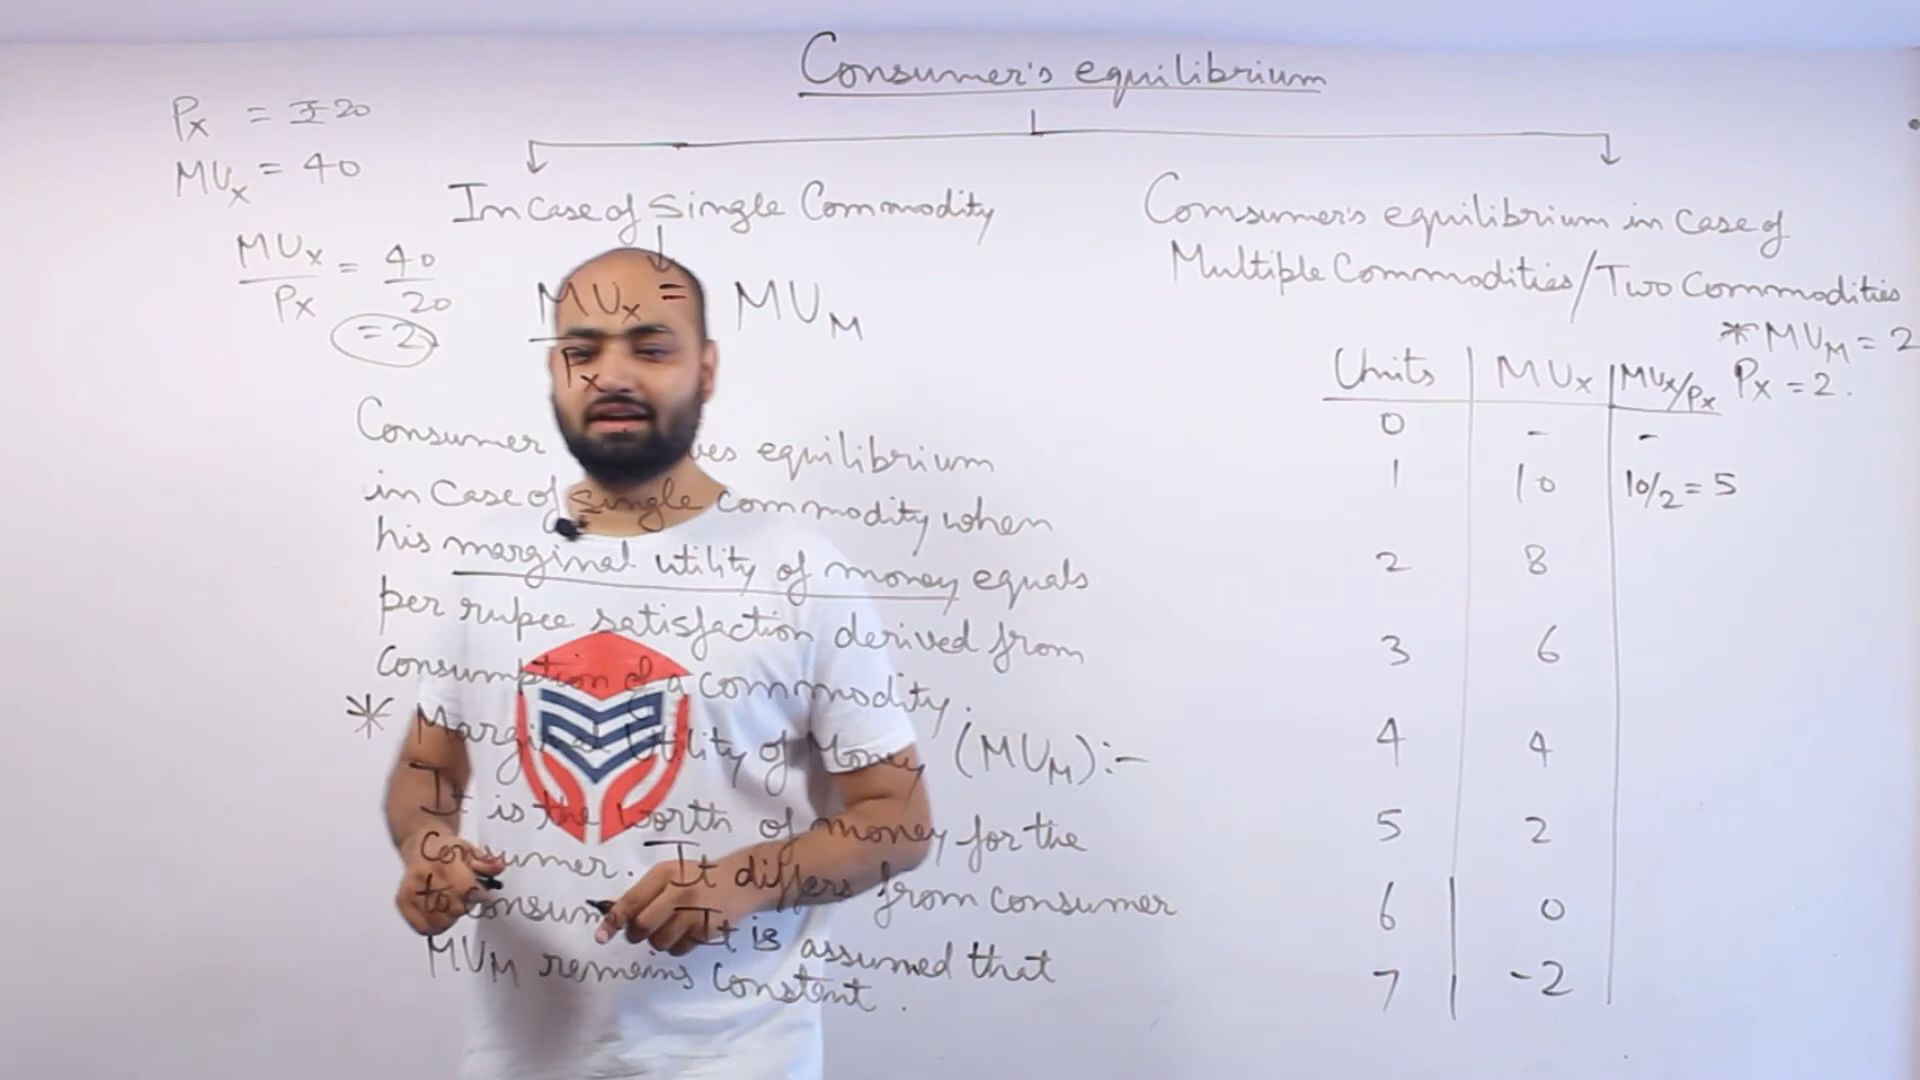 Consumer's equilibrium
Px = ₹20
MUx = 40
MUx/Px = 40/20
= 2
In Case of Single Commodity
MUx/Px = MUM
Consumer ves equilibrium
in Case of Single Commodity when
his marginal utility of money equals
per rupee satisfaction derived from
Consumption of a commodity.
* Marginal Utility of Money (MUM):-
It is the worth of money for the
Consumer. It differs from consumer
to Consumer It is assumed that
MUM remains Constant.
Consumer's equilibrium in Case of
Multiple Commodities/Two Commodities
* MUM = 2
Px = 2.
Units MUx MUx/Px
0 - -
1 10 10/2 = 5
2 8
3 6
4 4
5 2
6 0
7 -2